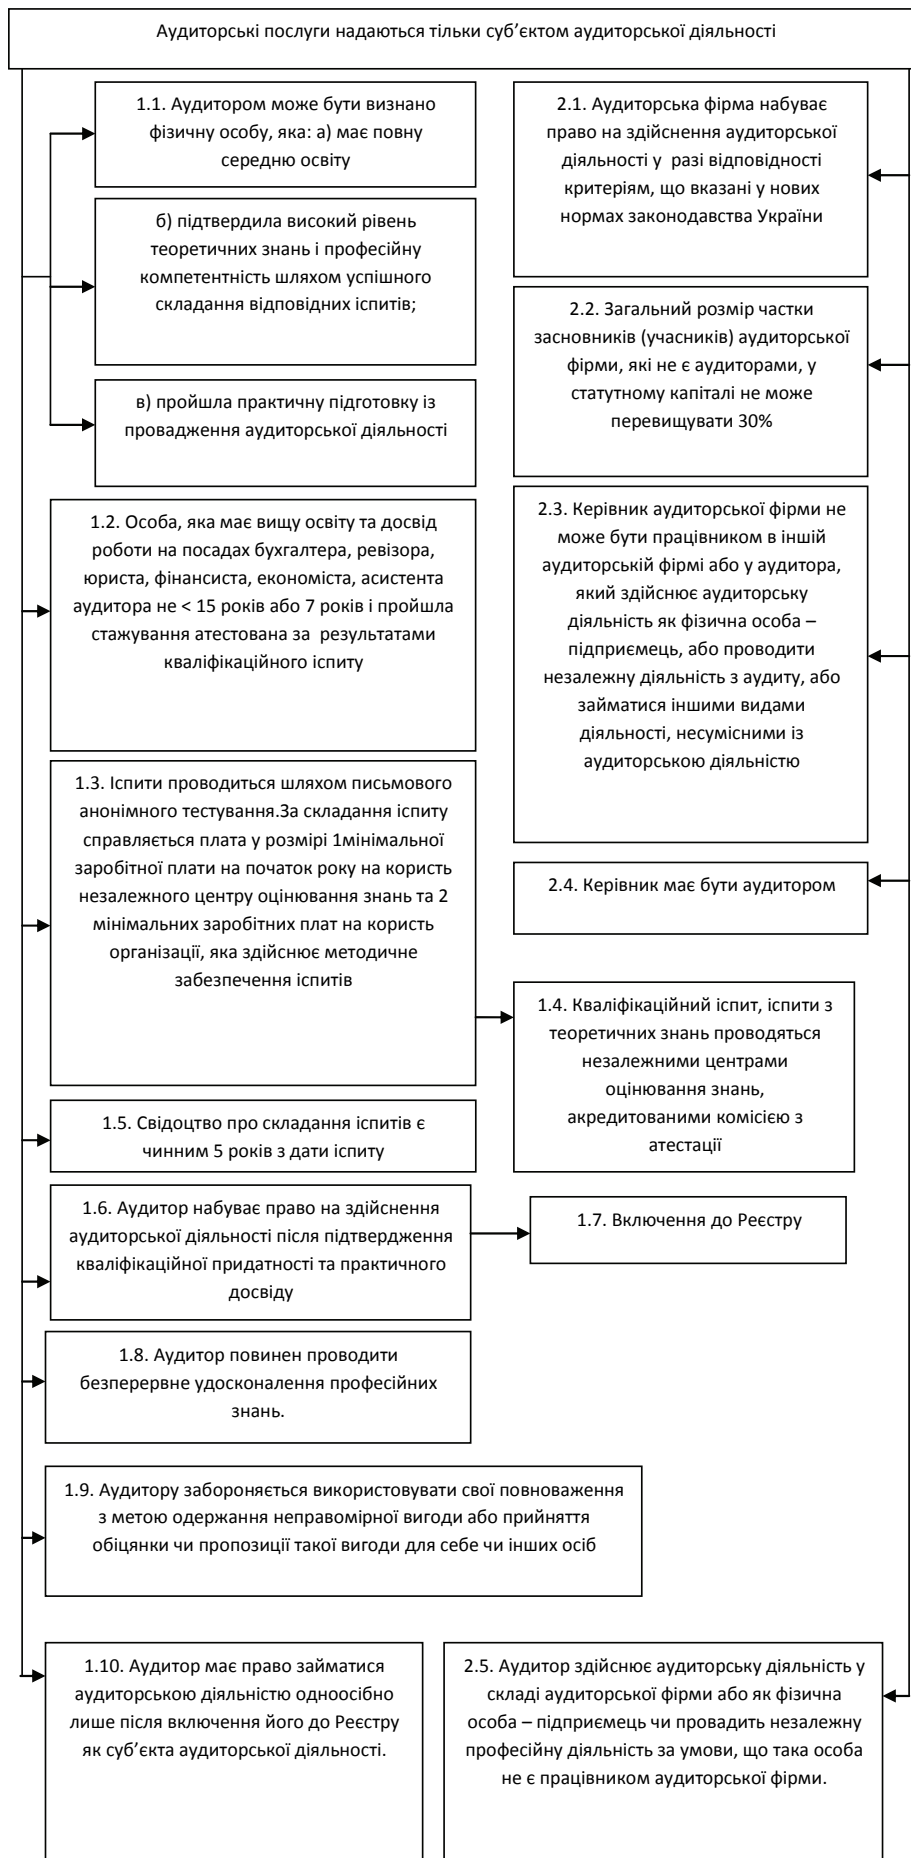 Аудиторські послуги надаються тільки суб’єктом аудиторської діяльності
1.1. Аудитором може бути визнано
фізичну особу, яка: а) має повну
середню освіту
б) підтвердила високий рівень
теоретичних знань і професійну
компетентність шляхом успішного
складання відповідних іспитів;
в) пройшла практичну підготовку із
провадження аудиторської діяльності
1.2. Особа, яка має вищу освіту та досвід
роботи на посадах бухгалтера, ревізора,
юриста, фінансиста, економіста, асистента
аудитора не < 15 років або 7 років і пройшла
стажування атестована за результатами
кваліфікаційного іспиту
1.3. Іспити проводиться шляхом письмового
анонімного тестування.За складання іспиту
справляється плата у розмірі 1мінімальної
заробітної плати на початок року на користь
незалежного центру оцінювання знань та 2
мінімальних заробітних плат на користь
організації, яка здійснює методичне
забезпечення іспитів
1.4. Кваліфікаційний іспит, іспити з
теоретичних знань проводяться
незалежними центрами
оцінювання знань,
акредитованими комісією з
атестації
1.5. Свідоцтво про складання іспитів є
чинним 5 років з дати іспиту
1.6. Аудитор набуває право на здійснення
аудиторської діяльності після підтвердження
кваліфікаційної придатності та практичного
досвіду
1.7. Включення до Реєстру
1.8. Аудитор повинен проводити
безперервне удосконалення професійних
знань.
1.9. Аудитору забороняється використовувати свої повноваження
з метою одержання неправомірної вигоди або прийняття
обіцянки чи пропозиції такої вигоди для себе чи інших осіб
1.10. Аудитор має право займатися
аудиторською діяльністю одноосібно
лише після включення його до Реєстру
як суб’єкта аудиторської діяльності.
2.1. Аудиторська фірма набуває
право на здійснення аудиторської
діяльності у разі відповідності
критеріям, що вказані у нових
нормах законодавства України
2.2. Загальний розмір частки
засновників (учасників) аудиторської
фірми, які не є аудиторами, у
статутному капіталі не може
перевищувати 30%
2.3. Керівник аудиторської фірми не
може бути працівником в іншій
аудиторській фірмі або у аудитора,
який здійснює аудиторську
діяльність як фізична особа –
підприємець, або проводити
незалежну діяльність з аудиту, або
займатися іншими видами
діяльності, несумісними із
аудиторською діяльністю
2.4. Керівник має бути аудитором
2.5. Аудитор здійснює аудиторську діяльність у
складі аудиторської фірми або як фізична
особа – підприємець чи провадить незалежну
професійну діяльність за умови, що така особа
не є працівником аудиторської фірми.